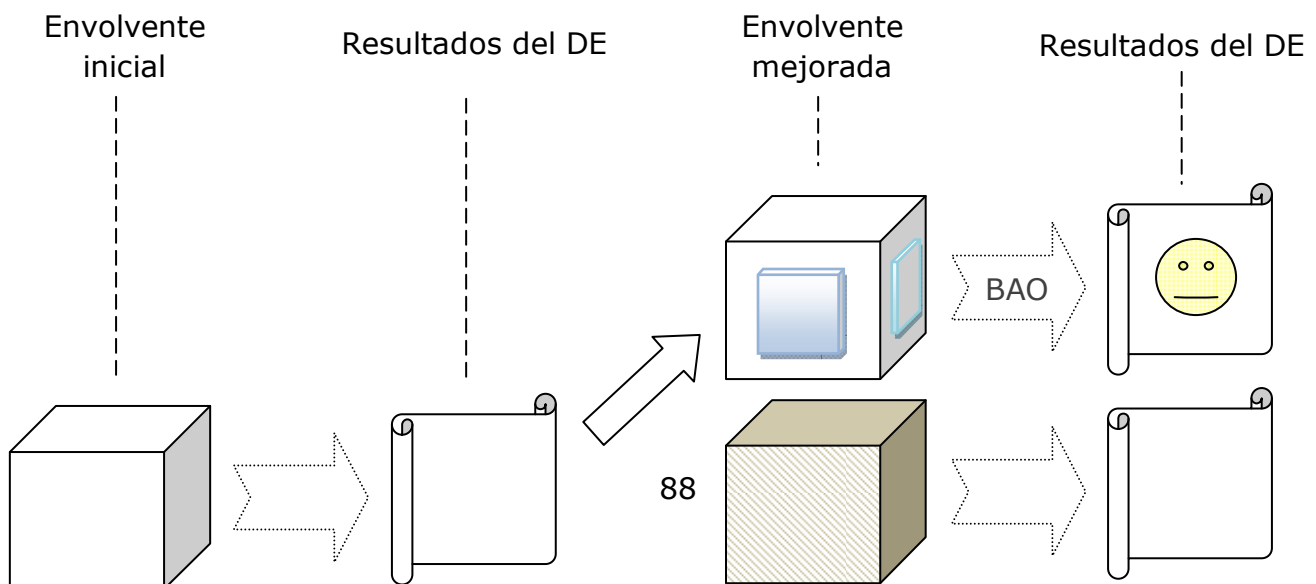 Envolvente
inicial
Resultados del DE
Envolvente
mejorada
Resultados del DE
BAO
88